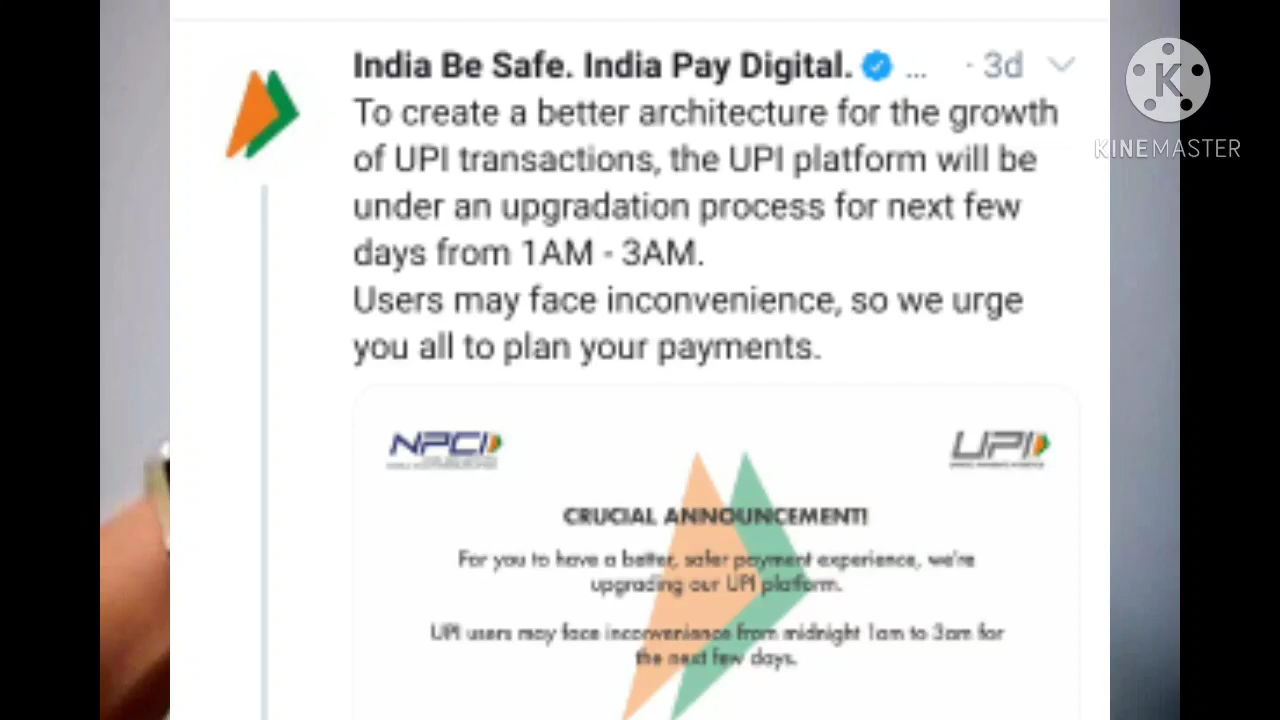 India Be Safe. India Pay Digital. ... · 3d
To create a better architecture for the growth
of UPI transactions, the UPI platform will be
under an upgradation process for next few
days from 1AM - 3AM.
Users may face inconvenience, so we urge
you all to plan your payments.
K
KINEMASTER
NPCI
UPI
CRUCIAL ANNOUNCEMENT!
For you to have a better, safer payment experience, we're
upgrading our UPI platform.
UPI users may face inconvenience from midnight 1am to 3am for
the next few days.